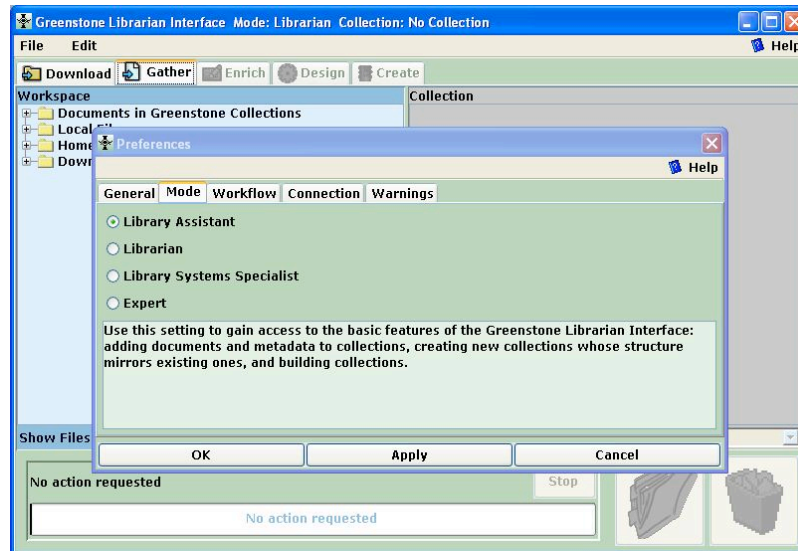 Greenstone Librarian Interface Mode: Librarian Collection: No Collection
File Edit Help
Download Gather Enrich Design Create
Workspace Collection
Documents in Greenstone Collections
Local
Home
Preferences
Help
General Mode Workflow Connection Warnings
Library Assistant
Librarian
Library Systems Specialist
Expert
Use this setting to gain access to the basic features of the Greenstone Librarian Interface:
adding documents and metadata to collections, creating new collections whose structure
mirrors existing ones, and building collections.
Show Files
OK Apply Cancel
No action requested Stop
No action requested